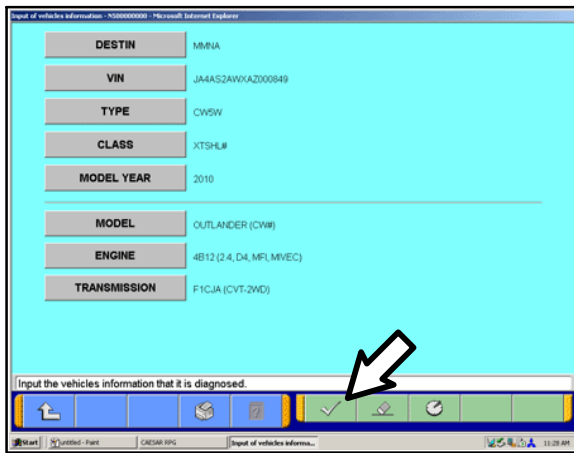 Input of vehicles information - NS00000000 - Microsoft Internet Explorer
DESTIN MMNA
VIN JA4AS2AWXAZ000849
TYPE CW5W
CLASS XTSHL#
MODEL YEAR 2010
MODEL OUTLANDER (CW#)
ENGINE 4B12 (2.4, D4, MFI, MIVEC)
TRANSMISSION F1CJA (CVT-2WD)
Input the vehicles information that it is diagnosed.
Start untitled - Paint CAESAR RPG Input of vehicles informa... 11:28 AM